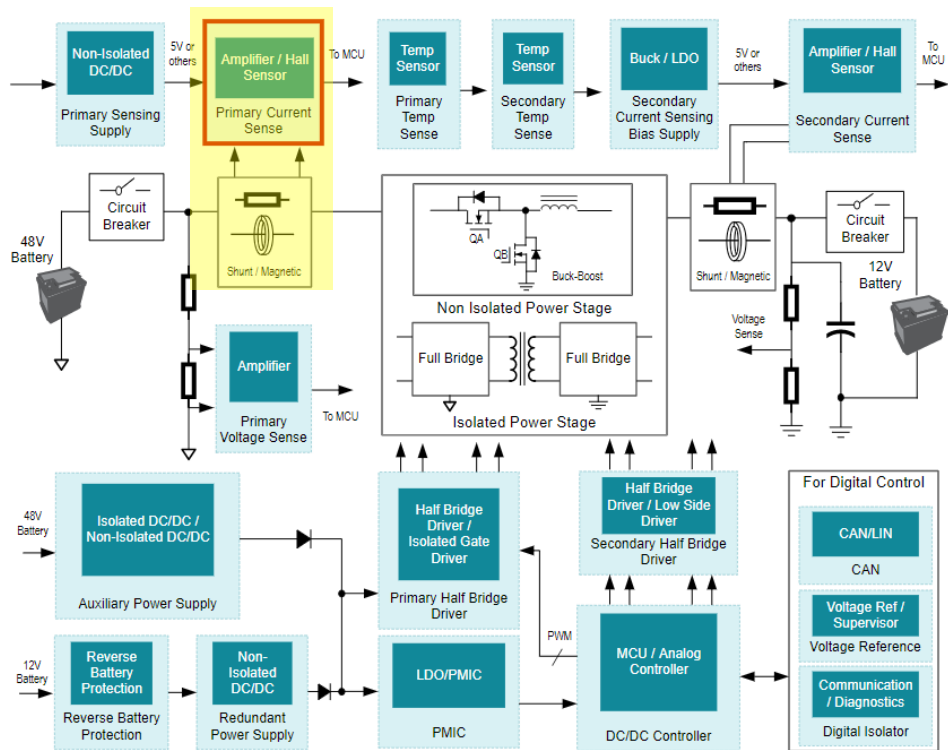 Non-Isolated
DC/DC
Primary Sensing
Supply
5V or
others
Amplifier / Hall
Sensor
Primary Current
Sense
To MCU
Temp
Sensor
Primary
Temp
Sense
Temp
Sensor
Secondary
Temp
Sense
Buck / LDO
Secondary
Current Sensing
Bias Supply
5V or
others
Amplifier / Hall
Sensor
Secondary Current
Sense
To
MCU
48V
Battery
Circuit
Breaker
Shunt / Magnetic
QA
QB
Buck-Boost
Non Isolated Power Stage
Full Bridge
Full Bridge
Isolated Power Stage
Shunt / Magnetic
Circuit
Breaker
12V
Battery
Voltage
Sense
Amplifier
Primary
Voltage Sense
To MCU
48V
Battery
Isolated DC/DC /
Non-Isolated DC/DC
Auxiliary Power Supply
Half Bridge
Driver /
Isolated Gate
Driver
Primary Half Bridge
Driver
Half Bridge
Driver / Low Side
Driver
Secondary Half Bridge
Driver
For Digital Control
CAN/LIN
CAN
Voltage Ref /
Supervisor
Voltage Reference
Communication
/ Diagnostics
Digital Isolator
12V
Battery
Reverse
Battery
Protection
Reverse Battery
Protection
Non-
Isolated
DC/DC
Redundant
Power Supply
LDO/PMIC
PMIC
PWM
MCU / Analog
Controller
DC/DC Controller